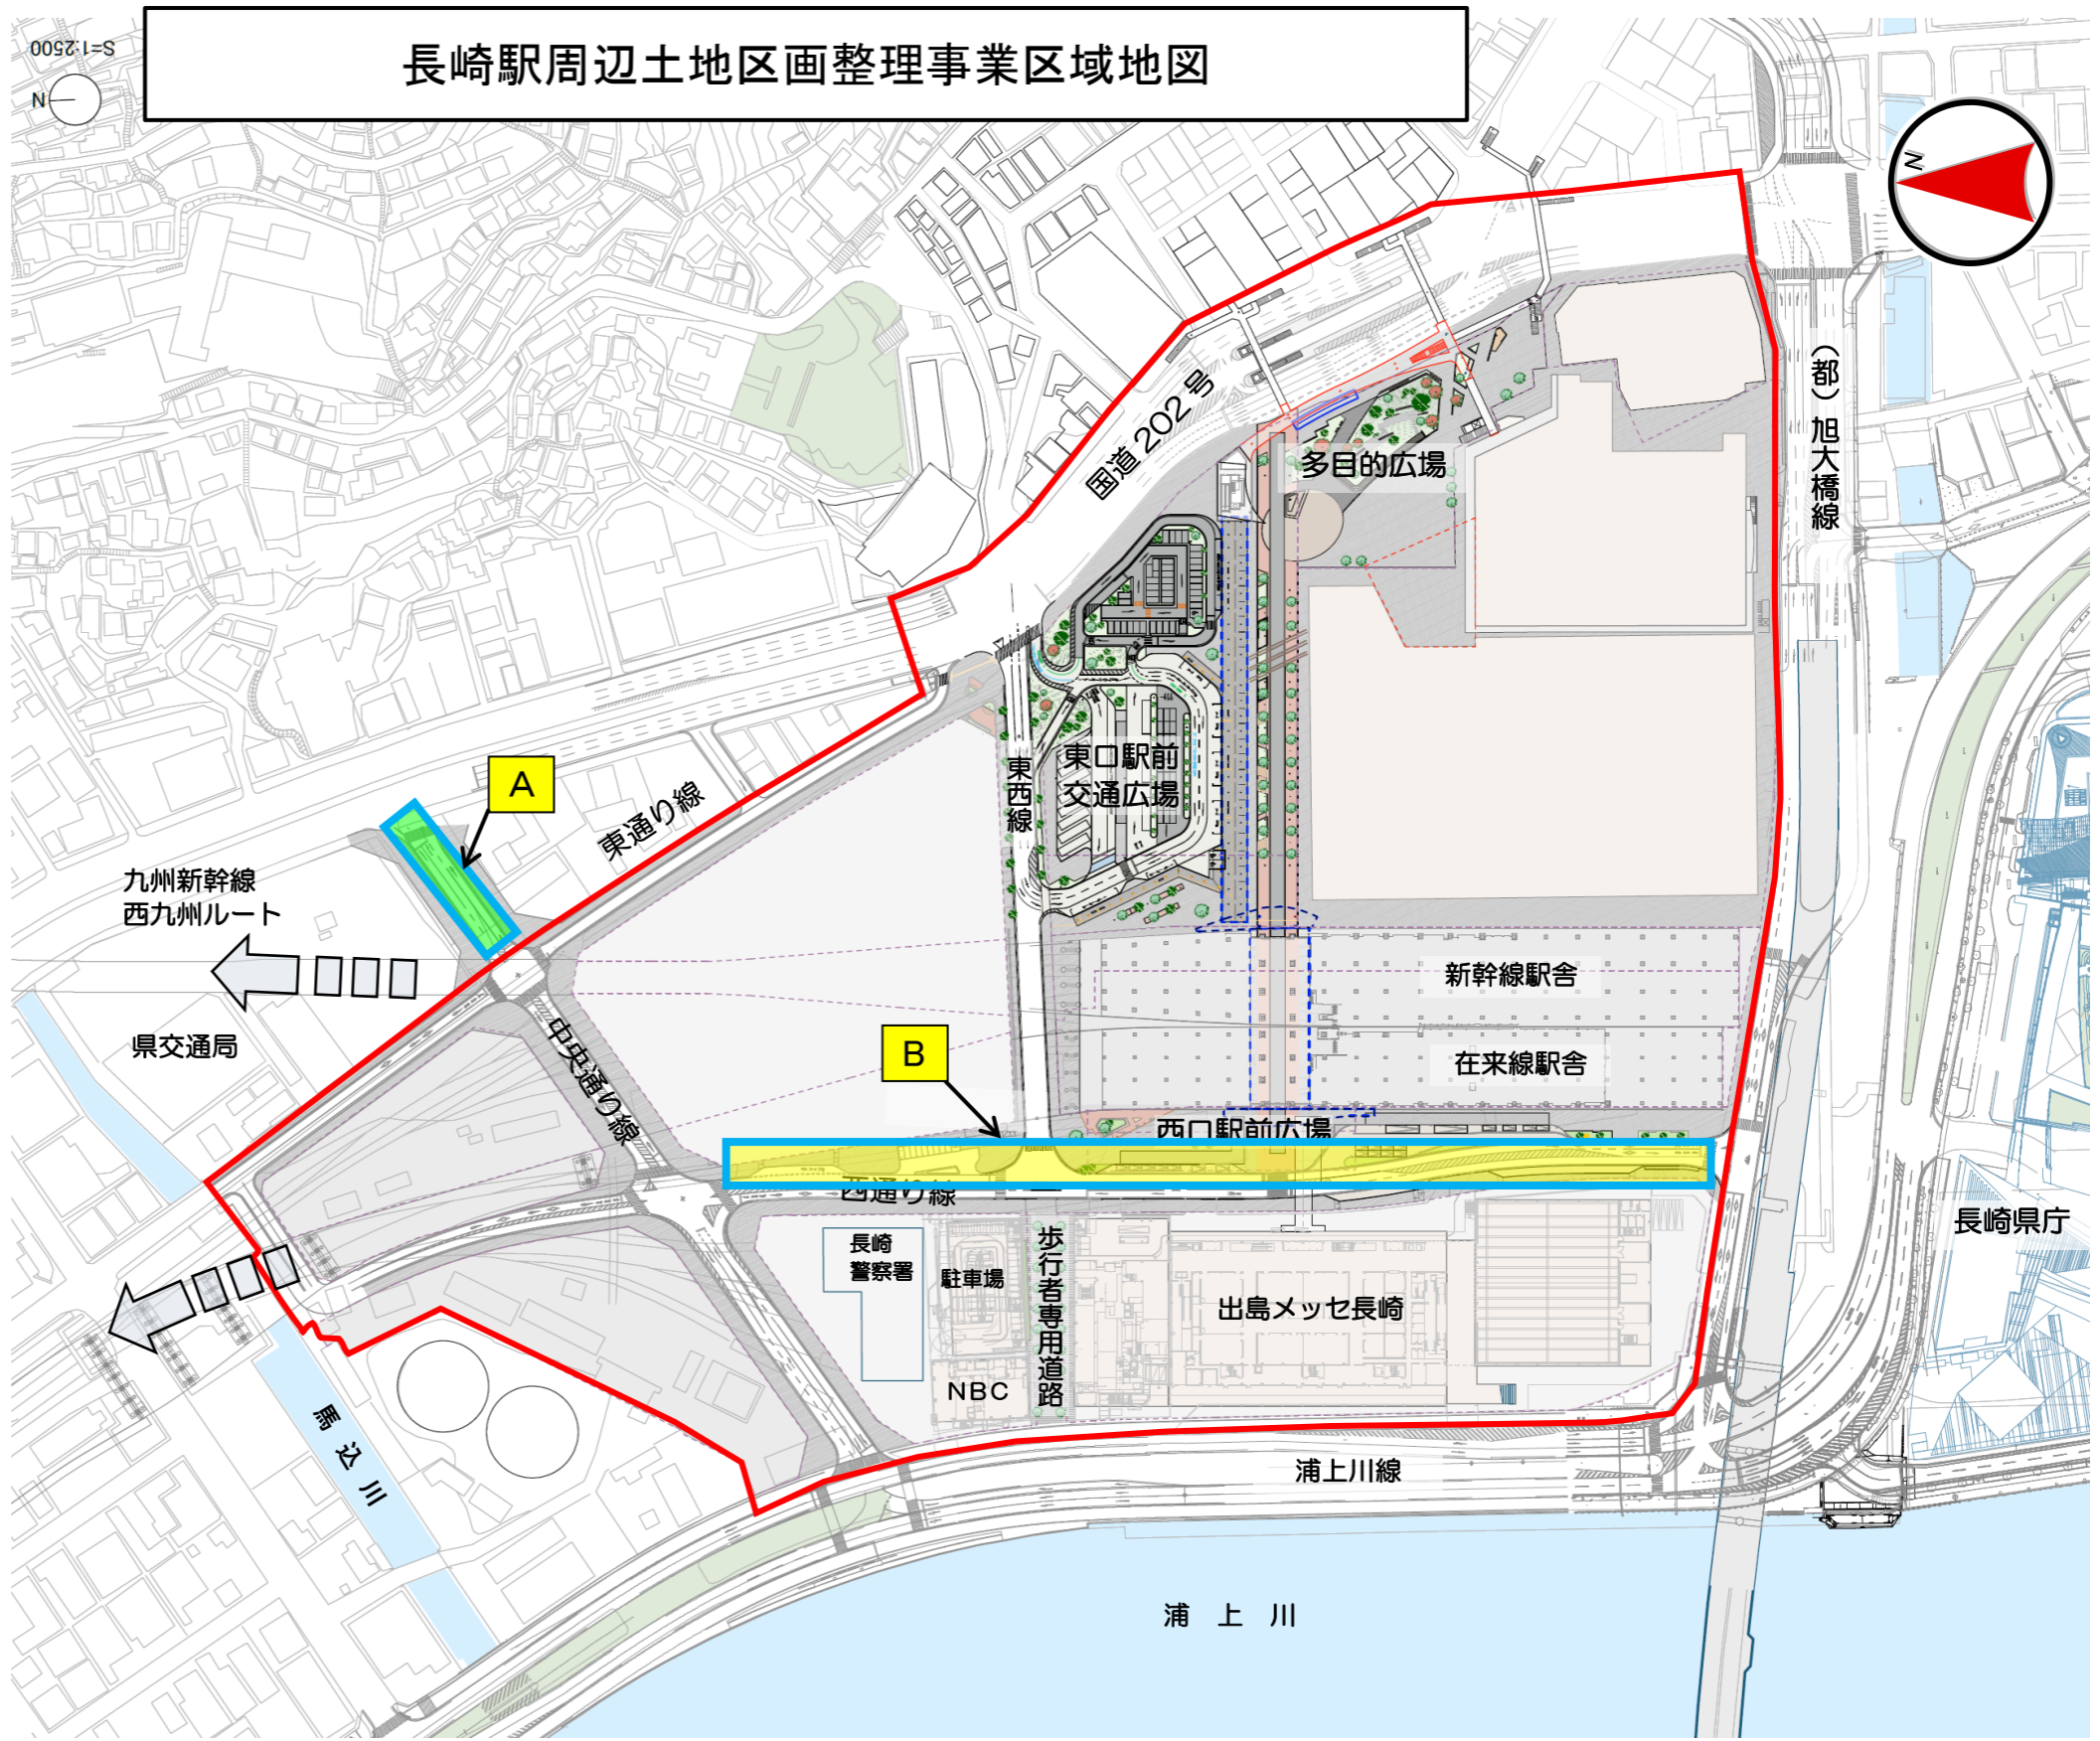 S=1:2500
N
長崎駅周辺土地区画整理事業区域地図
N
(都)旭大橋線
国道202号
多目的広場
東口駅前
交通広場
東西線
A
東通り線
九州新幹線
西九州ルート
新幹線駅舎
県交通局
中央通り線
B
在来線駅舎
西口駅前広場
西通り線
長崎県庁
長崎
警察署
駐車場
歩行者専用道路
出島メッセ長崎
NBC
馬込川
浦上川線
浦上川